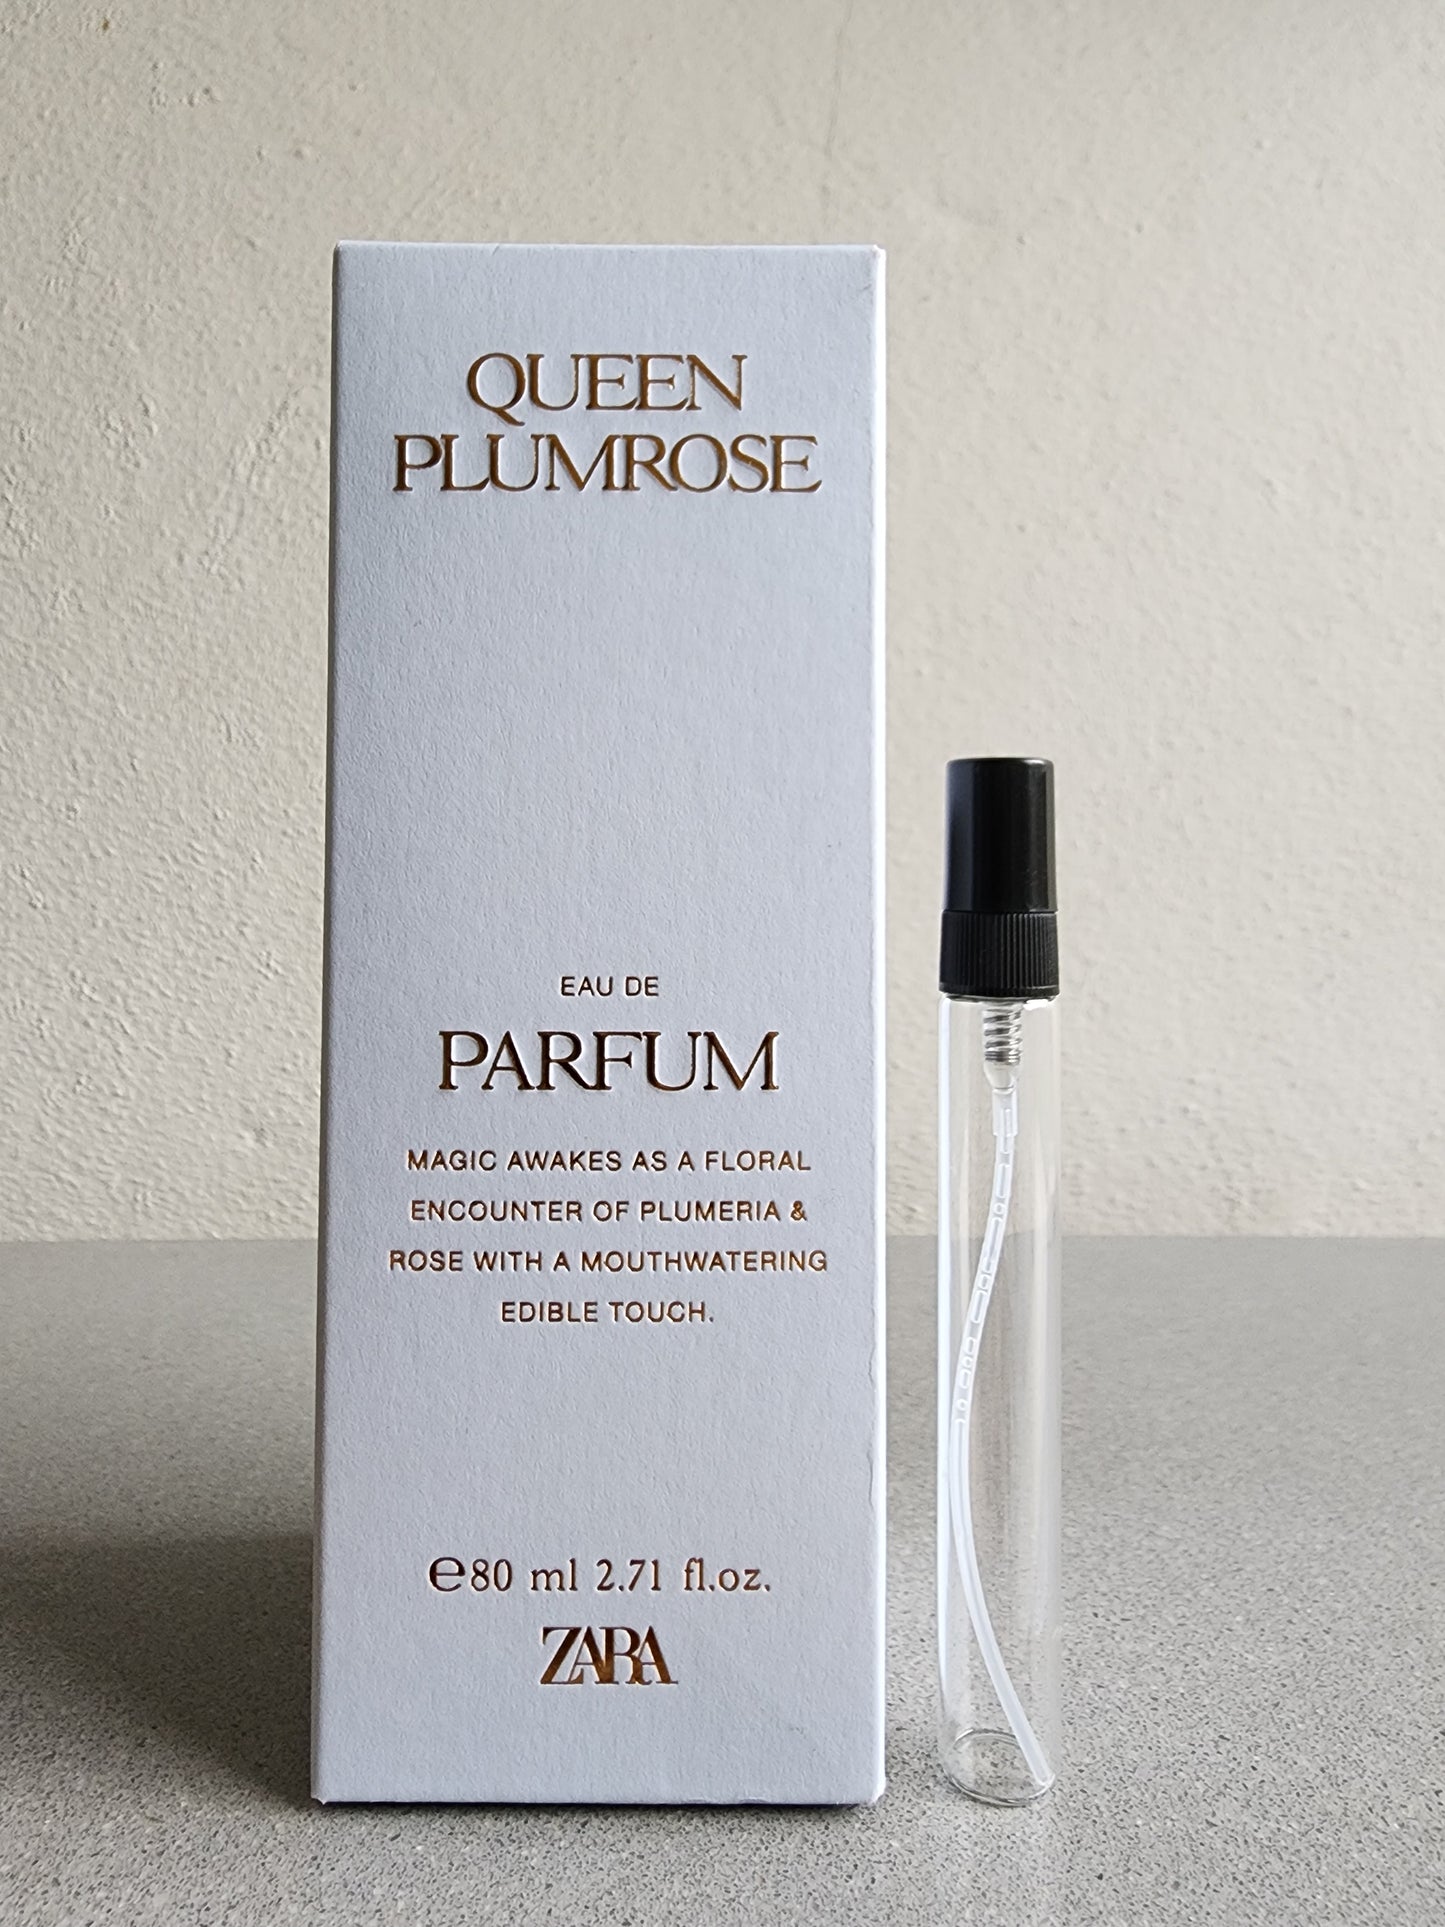 QUEEN
PLUMROSE
EAU DE
PARFUM
MAGIC AWAKES AS A FLORAL
ENCOUNTER OF PLUMERIA &
ROSE WITH A MOUTHWATERING
EDIBLE TOUCH.
℮80 ml 2.71 fl.oz.
ZARA